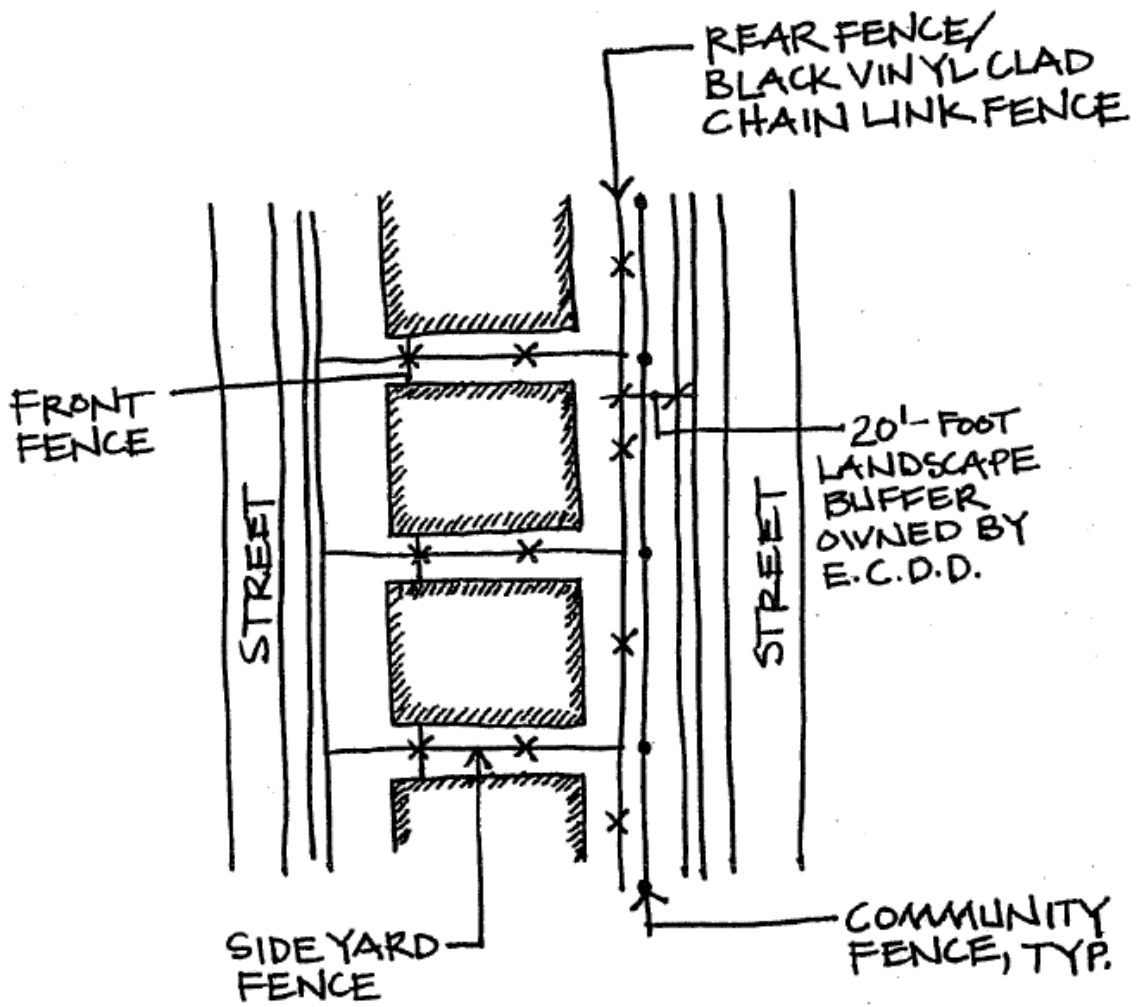 REAR FENCE/
BLACK VINYL CLAD
CHAIN LINK FENCE
FRONT
FENCE
20'-FOOT
LANDSCAPE
BUFFER
OWNED BY
E.C.D.D.
STREET
STREET
SIDE YARD
FENCE
COMMUNITY
FENCE, TYP.